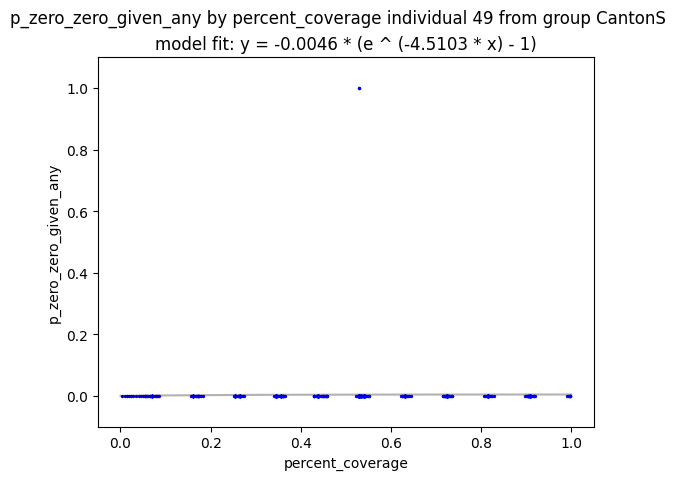 p_zero_zero_given_any by percent_coverage individual 49 from group CantonS
model fit: y = -0.0046 * (e ^ (-4.5103 * x) - 1)
1.0
0.8
0.6
0.4
0.2
0.0
p_zero_zero_given_any
0.0 0.2 0.4 0.6 0.8 1.0
percent_coverage